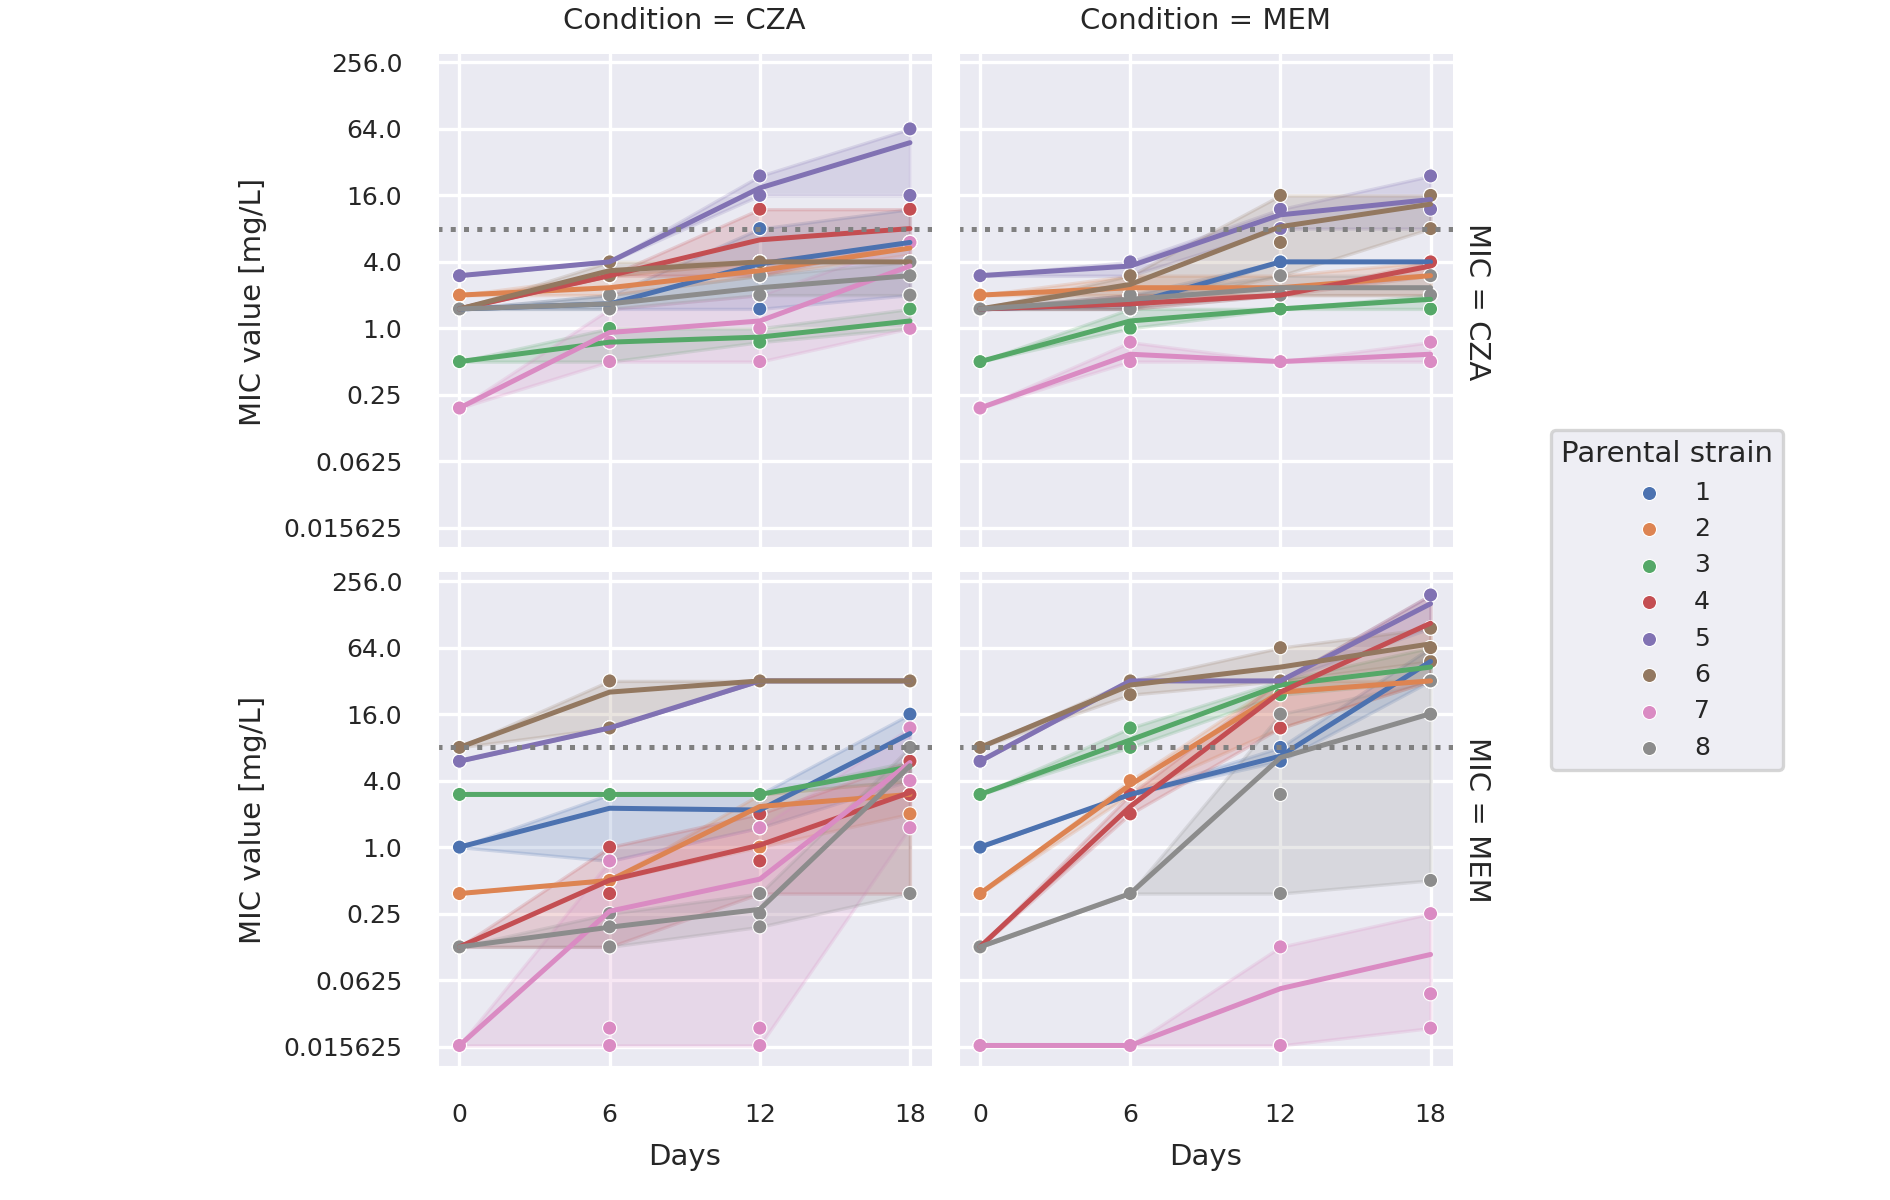 Condition = CZA
Condition = MEM
256.0
64.0
16.0
4.0
1.0
0.25
0.0625
0.015625
MIC value [mg/L]
MIC = CZA
256.0
64.0
16.0
4.0
1.0
0.25
0.0625
0.015625
MIC value [mg/L]
MIC = MEM
0 6 12 18
0 6 12 18
Days
Days
Parental strain
1
2
3
4
5
6
7
8